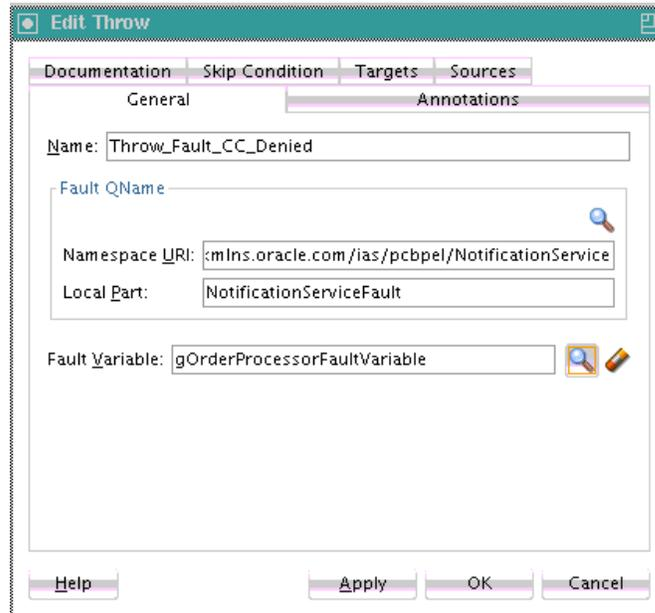 Edit Throw
Documentation Skip Condition Targets Sources
General Annotations
Name: Throw_Fault_CC_Denied
Fault QName
Namespace URI: :mlns.oracle.com/ias/pcbpel/NotificationService
Local Part: NotificationServiceFault
Fault Variable: gOrderProcessorFaultVariable
Help Apply OK Cancel